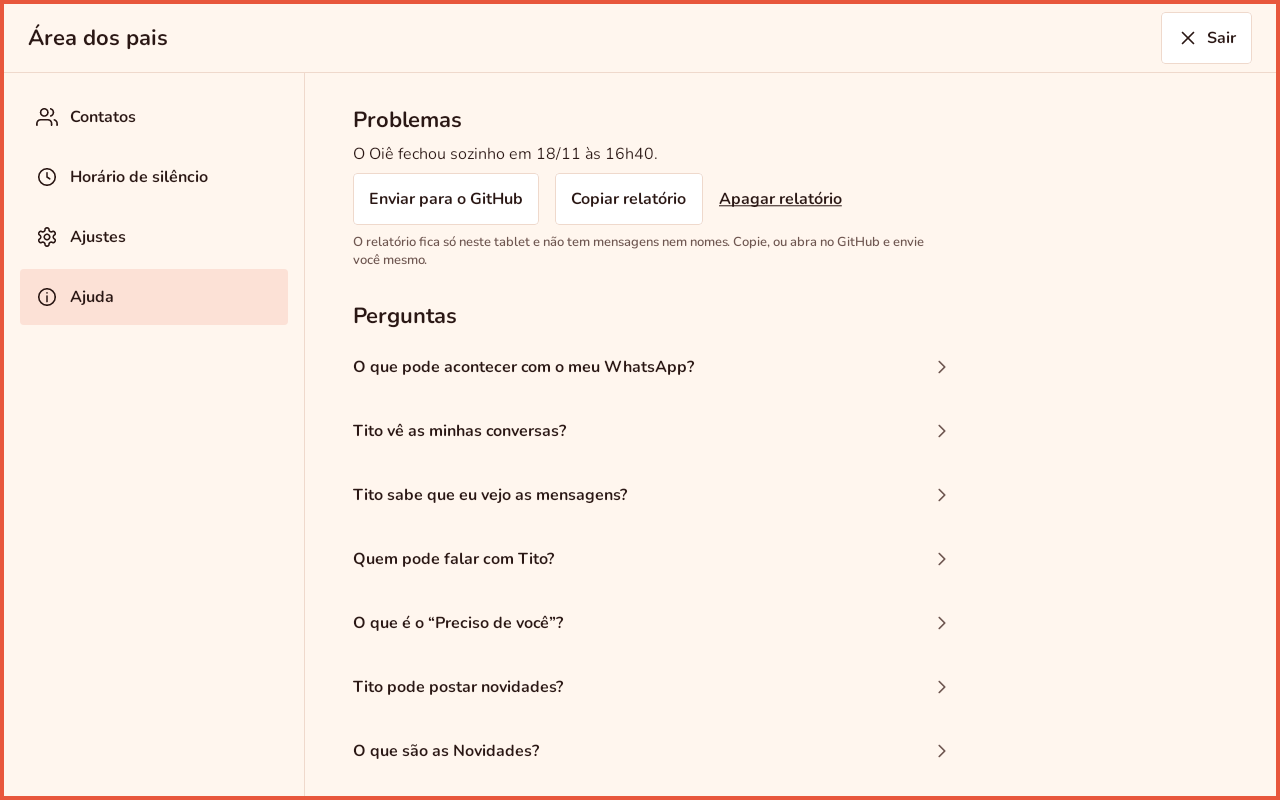 Área dos pais
Sair
Contatos
Horário de silêncio
Ajustes
Ajuda
Problemas
O Oiê fechou sozinho em 18/11 às 16h40.
Enviar para o GitHub
Copiar relatório
Apagar relatório
O relatório fica só neste tablet e não tem mensagens nem nomes. Copie, ou abra no GitHub e envie
você mesmo.
Perguntas
O que pode acontecer com o meu WhatsApp?
Tito vê as minhas conversas?
Tito sabe que eu vejo as mensagens?
Quem pode falar com Tito?
O que é o “Preciso de você”?
Tito pode postar novidades?
O que são as Novidades?